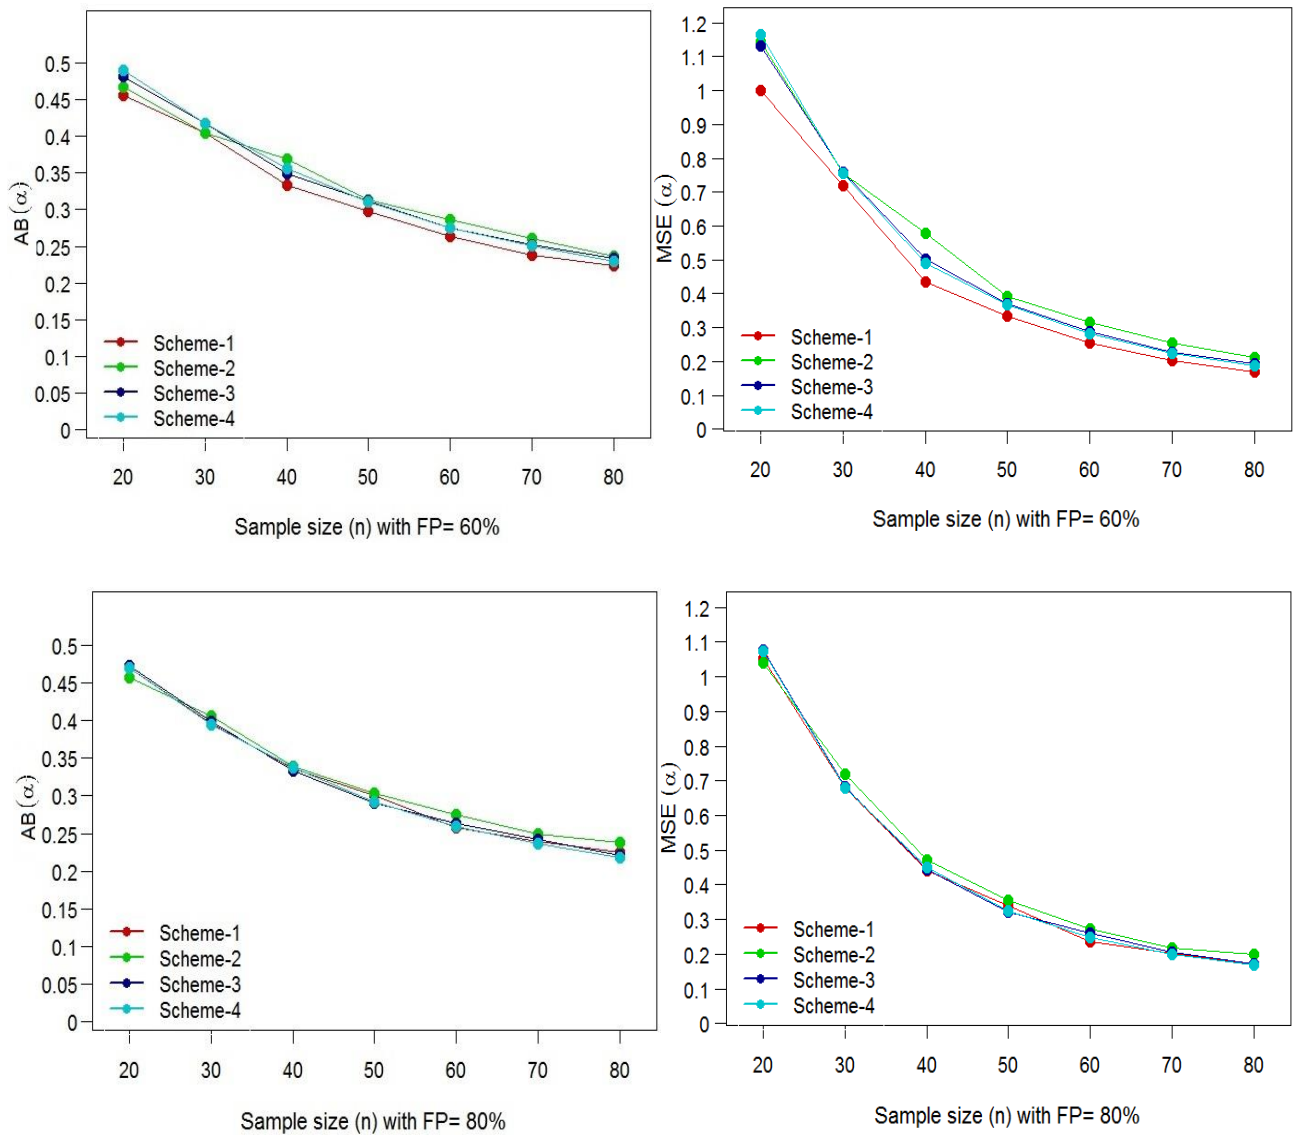 0.5
0.45
0.4
0.35
0.3
0.25
0.2
0.15
0.1
0.05
0
AB(α)
Scheme-1
Scheme-2
Scheme-3
Scheme-4
20 30 40 50 60 70 80
Sample size (n) with FP= 60%
1.2
1.1
1
0.9
0.8
0.7
0.6
0.5
0.4
0.3
0.2
0.1
0
MSE (α)
Scheme-1
Scheme-2
Scheme-3
Scheme-4
20 30 40 50 60 70 80
Sample size (n) with FP= 60%
0.5
0.45
0.4
0.35
0.3
0.25
0.2
0.15
0.1
0.05
0
AB(α)
Scheme-1
Scheme-2
Scheme-3
Scheme-4
20 30 40 50 60 70 80
Sample size (n) with FP= 80%
1.2
1.1
1
0.9
0.8
0.7
0.6
0.5
0.4
0.3
0.2
0.1
0
MSE (α)
Scheme-1
Scheme-2
Scheme-3
Scheme-4
20 30 40 50 60 70 80
Sample size (n) with FP= 80%